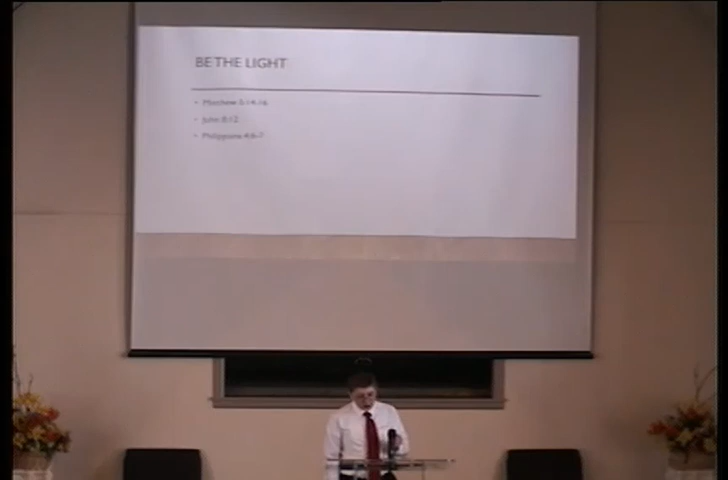 BE THE LIGHT
• Matthew 5:14-16
• John 8:12
• Philippians 4:6-7